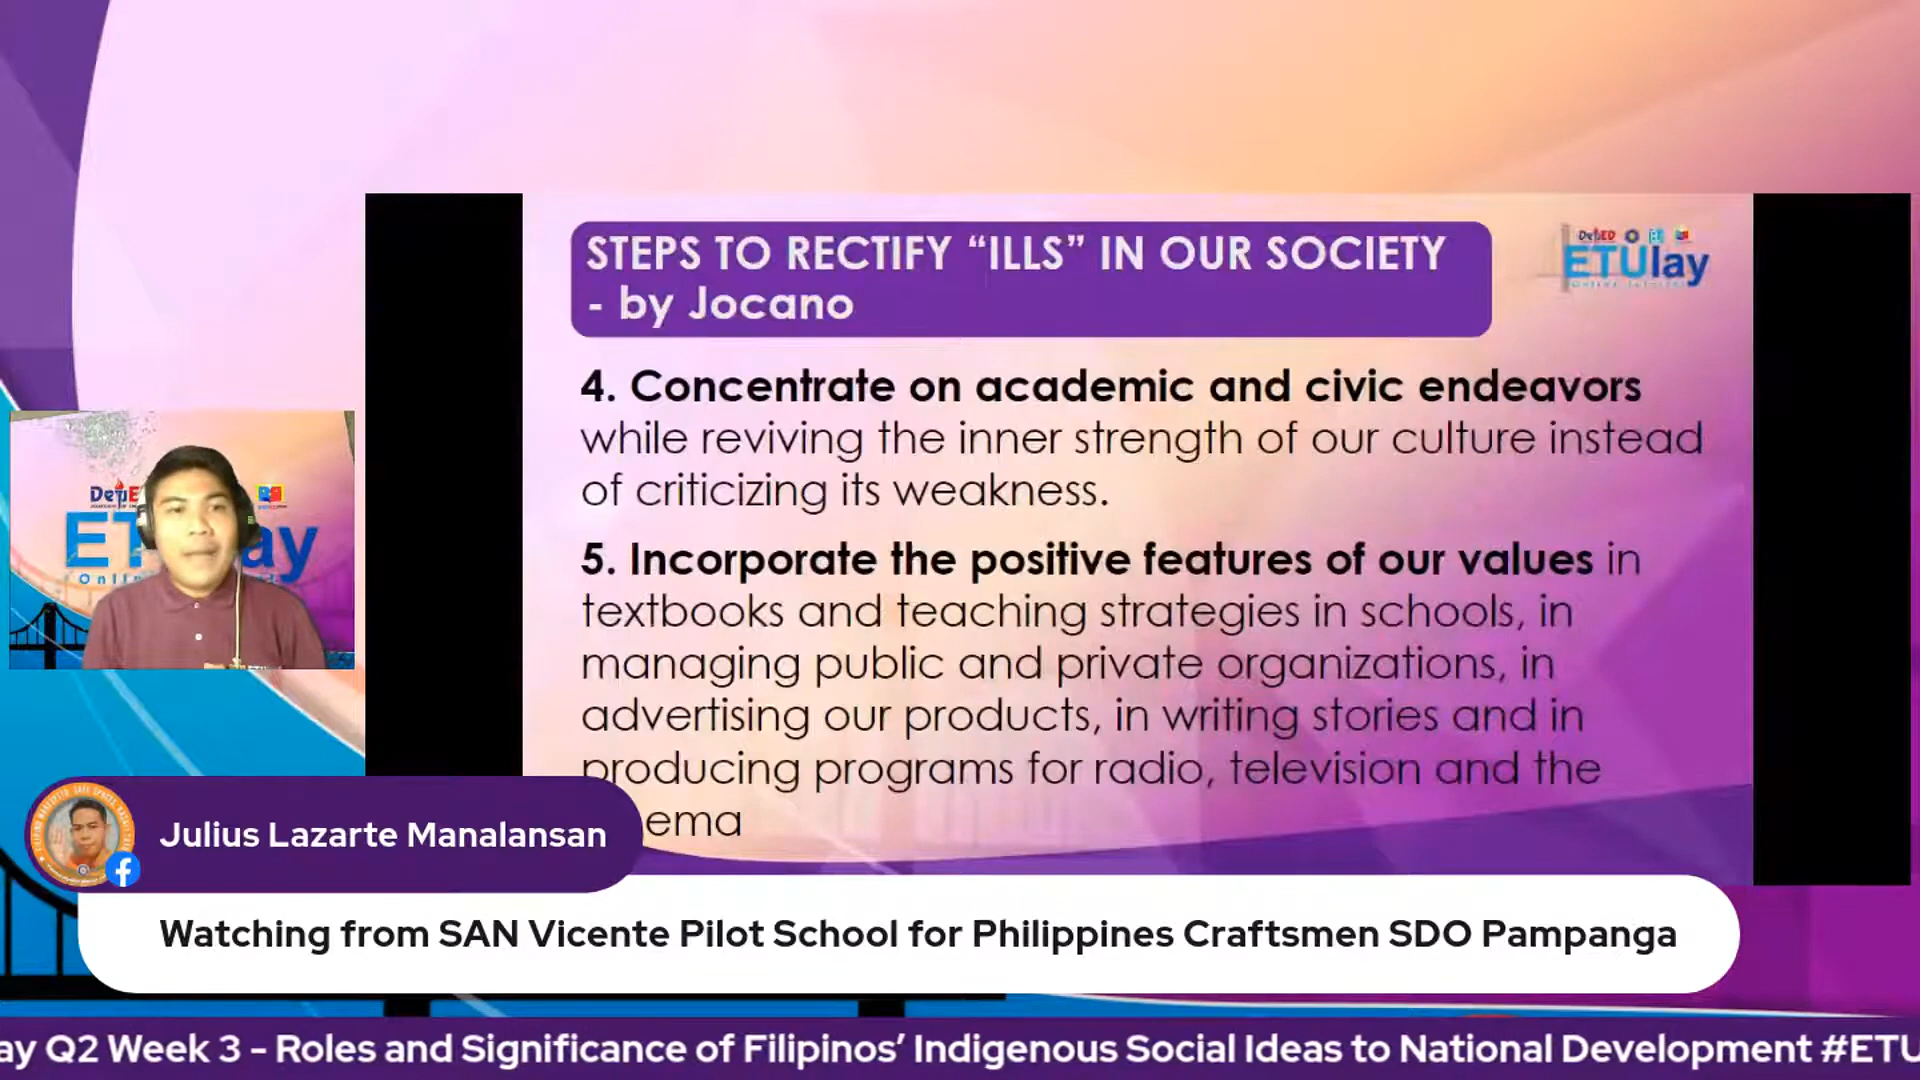 STEPS TO RECTIFY “ILLS” IN OUR SOCIETY
- by Jocano
DepED
ETUlay
4. Concentrate on academic and civic endeavors
while reviving the inner strength of our culture instead
of criticizing its weakness.
5. Incorporate the positive features of our values in
textbooks and teaching strategies in schools, in
managing public and private organizations, in
advertising our products, in writing stories and in
producing programs for radio, television and the
ema
DepE
ET ay
Onlin
Julius Lazarte Manalansan
Watching from SAN Vicente Pilot School for Philippines Craftsmen SDO Pampanga
ay Q2 Week 3 - Roles and Significance of Filipinos’ Indigenous Social Ideas to National Development #ETU